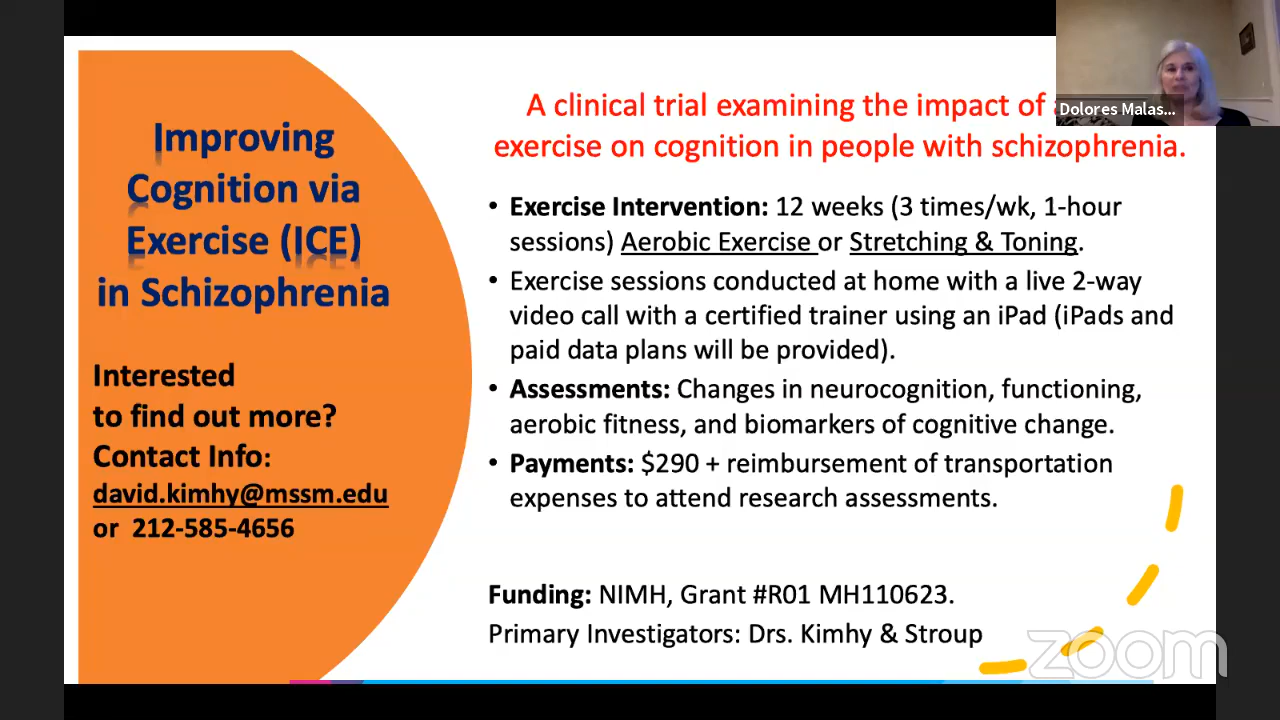 Improving
Cognition via
Exercise (ICE)
in Schizophrenia
Interested
to find out more?
Contact Info:
david.kimhy@mssm.edu
or 212-585-4656
A clinical trial examining the impact of
exercise on cognition in people with schizophrenia.
• Exercise Intervention: 12 weeks (3 times/wk, 1-hour
sessions) Aerobic Exercise or Stretching & Toning.
• Exercise sessions conducted at home with a live 2-way
video call with a certified trainer using an iPad (iPads and
paid data plans will be provided).
• Assessments: Changes in neurocognition, functioning,
aerobic fitness, and biomarkers of cognitive change.
• Payments: $290 + reimbursement of transportation
expenses to attend research assessments.
Funding: NIMH, Grant #R01 MH110623.
Primary Investigators: Drs. Kimhy & Stroup
Dolores Malas...
zoom